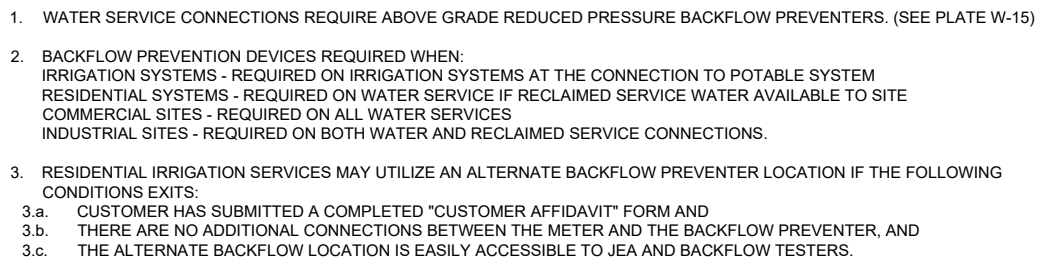 1. WATER SERVICE CONNECTIONS REQUIRE ABOVE GRADE REDUCED PRESSURE BACKFLOW PREVENTERS. (SEE PLATE W-15)
2. BACKFLOW PREVENTION DEVICES REQUIRED WHEN:
IRRIGATION SYSTEMS - REQUIRED ON IRRIGATION SYSTEMS AT THE CONNECTION TO POTABLE SYSTEM
RESIDENTIAL SYSTEMS - REQUIRED ON WATER SERVICE IF RECLAIMED SERVICE WATER AVAILABLE TO SITE
COMMERCIAL SITES - REQUIRED ON ALL WATER SERVICES
INDUSTRIAL SITES - REQUIRED ON BOTH WATER AND RECLAIMED SERVICE CONNECTIONS.
3. RESIDENTIAL IRRIGATION SERVICES MAY UTILIZE AN ALTERNATE BACKFLOW PREVENTER LOCATION IF THE FOLLOWING
CONDITIONS EXITS:
3.a. CUSTOMER HAS SUBMITTED A COMPLETED "CUSTOMER AFFIDAVIT" FORM AND
3.b. THERE ARE NO ADDITIONAL CONNECTIONS BETWEEN THE METER AND THE BACKFLOW PREVENTER, AND
3.c. THE ALTERNATE BACKFLOW LOCATION IS EASILY ACCESSIBLE TO JEA AND BACKFLOW TESTERS.